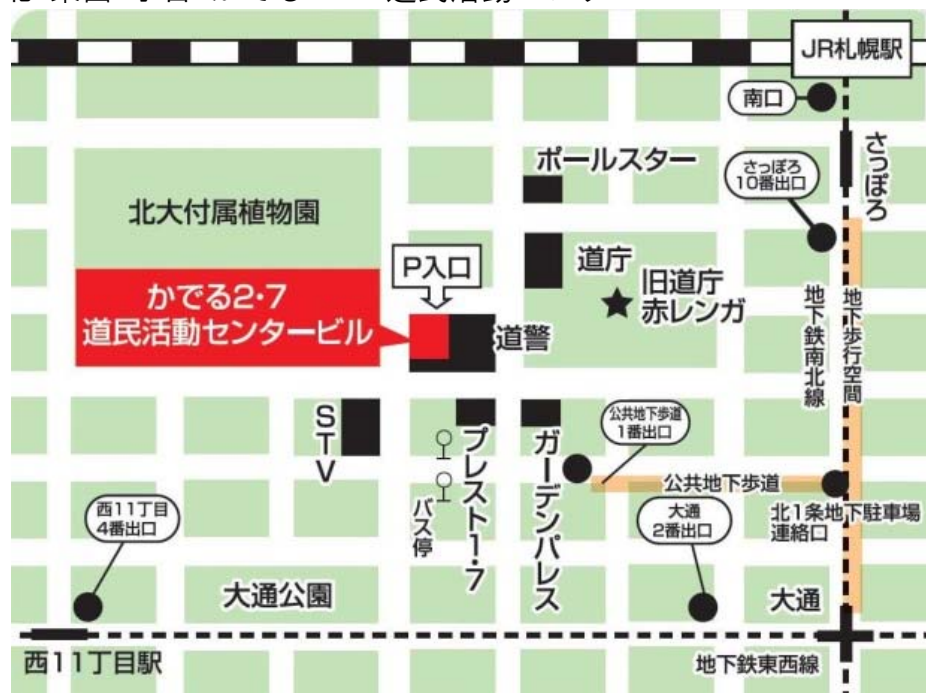 JR札幌駅
南口
さっぽろ
さっぽろ
10番出口
ポールスター
北大付属植物園
P入口
道庁
旧道庁
赤レンガ
かでる2・7
道民活動センタービル
道警
地下鉄南北線
地下歩行空間
STV
プレスト1・7
ガーデンパレス
バス停
公共地下歩道
1番出口
公共地下歩道
西11丁目
4番出口
大通
2番出口
北1条地下駐車場
連絡口
大通公園
大通
西11丁目駅
地下鉄東西線